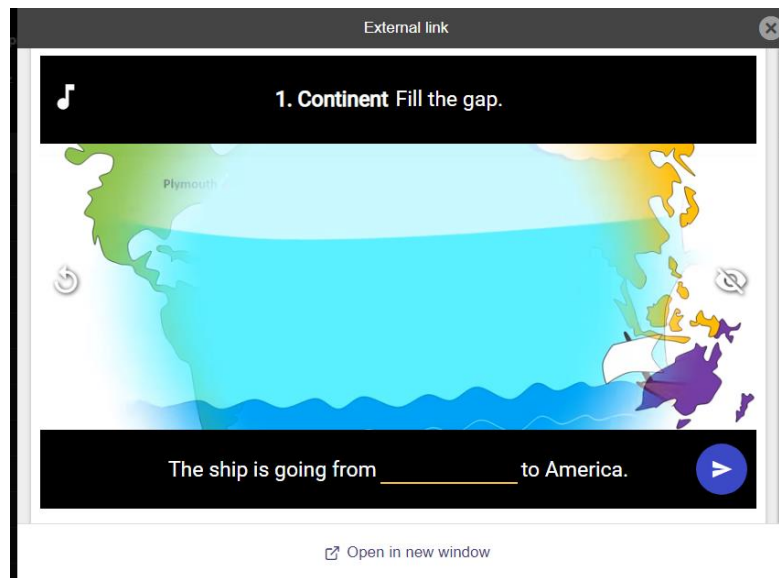 External link
1. Continent Fill the gap.
Plymouth
The ship is going from ____________ to America.
Open in new window